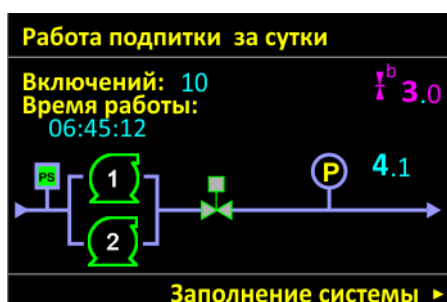 Работа подпитки за сутки
Включений: 10
b 3.0
Время работы:
06:45:12
PS
1
P
4.1
2
Заполнение системы